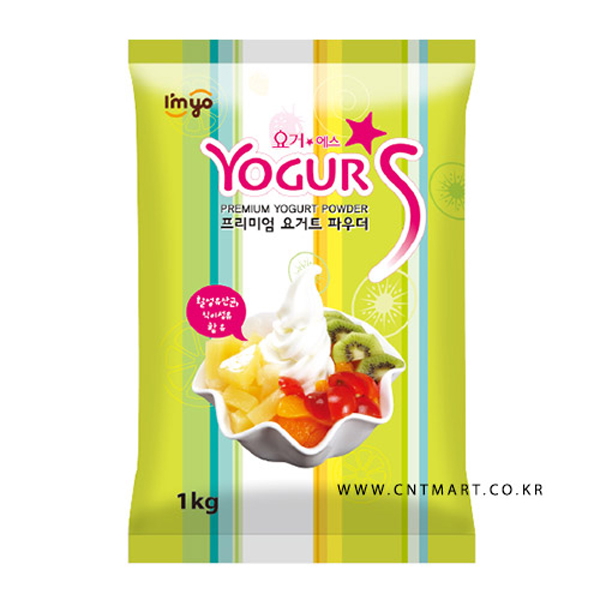 I'm yo
요거★에스
YOGUR'S
PREMIUM YOGURT POWDER
프리미엄 요거트 파우더
활성유산균,
식이섬유
함유
WWW.CNTMART.CO.KR
1kg